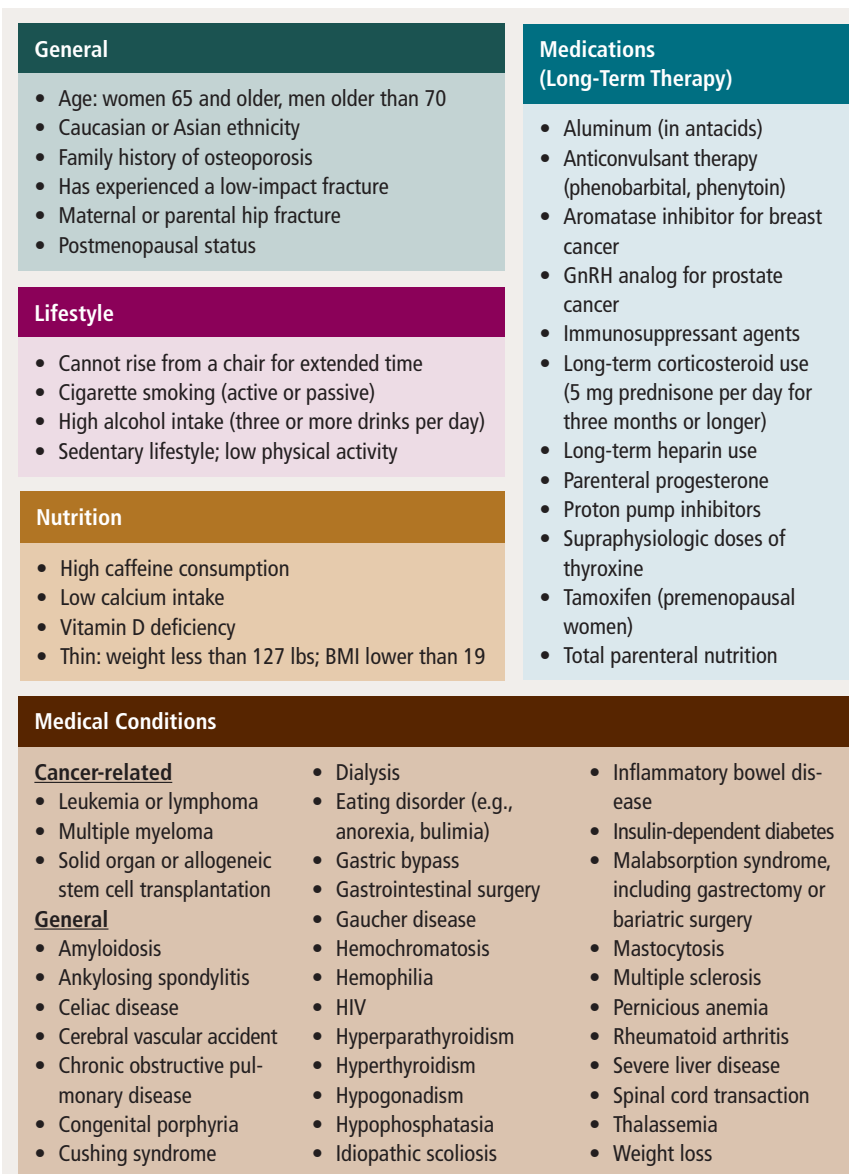 General
• Age: women 65 and older, men older than 70
• Caucasian or Asian ethnicity
• Family history of osteoporosis
• Has experienced a low-impact fracture
• Maternal or parental hip fracture
• Postmenopausal status
Lifestyle
• Cannot rise from a chair for extended time
• Cigarette smoking (active or passive)
• High alcohol intake (three or more drinks per day)
• Sedentary lifestyle; low physical activity
Nutrition
• High caffeine consumption
• Low calcium intake
• Vitamin D deficiency
• Thin: weight less than 127 lbs; BMI lower than 19
Medications
(Long-Term Therapy)
• Aluminum (in antacids)
• Anticonvulsant therapy
(phenobarbital, phenytoin)
• Aromatase inhibitor for breast
cancer
• GnRH analog for prostate
cancer
• Immunosuppressant agents
• Long-term corticosteroid use
(5 mg prednisone per day for
three months or longer)
• Long-term heparin use
• Parenteral progesterone
• Proton pump inhibitors
• Supraphysiologic doses of
thyroxine
• Tamoxifen (premenopausal
women)
• Total parenteral nutrition
Medical Conditions
Cancer-related
• Leukemia or lymphoma
• Multiple myeloma
• Solid organ or allogeneic
stem cell transplantation
General
• Amyloidosis
• Ankylosing spondylitis
• Celiac disease
• Cerebral vascular accident
• Chronic obstructive pul-
monary disease
• Congenital porphyria
• Cushing syndrome
• Dialysis
• Eating disorder (e.g.,
anorexia, bulimia)
• Gastric bypass
• Gastrointestinal surgery
• Gaucher disease
• Hemochromatosis
• Hemophilia
• HIV
• Hyperparathyroidism
• Hyperthyroidism
• Hypogonadism
• Hypophosphatasia
• Idiopathic scoliosis
• Inflammatory bowel dis-
ease
• Insulin-dependent diabetes
• Malabsorption syndrome,
including gastrectomy or
bariatric surgery
• Mastocytosis
• Multiple sclerosis
• Pernicious anemia
• Rheumatoid arthritis
• Severe liver disease
• Spinal cord transaction
• Thalassemia
• Weight loss